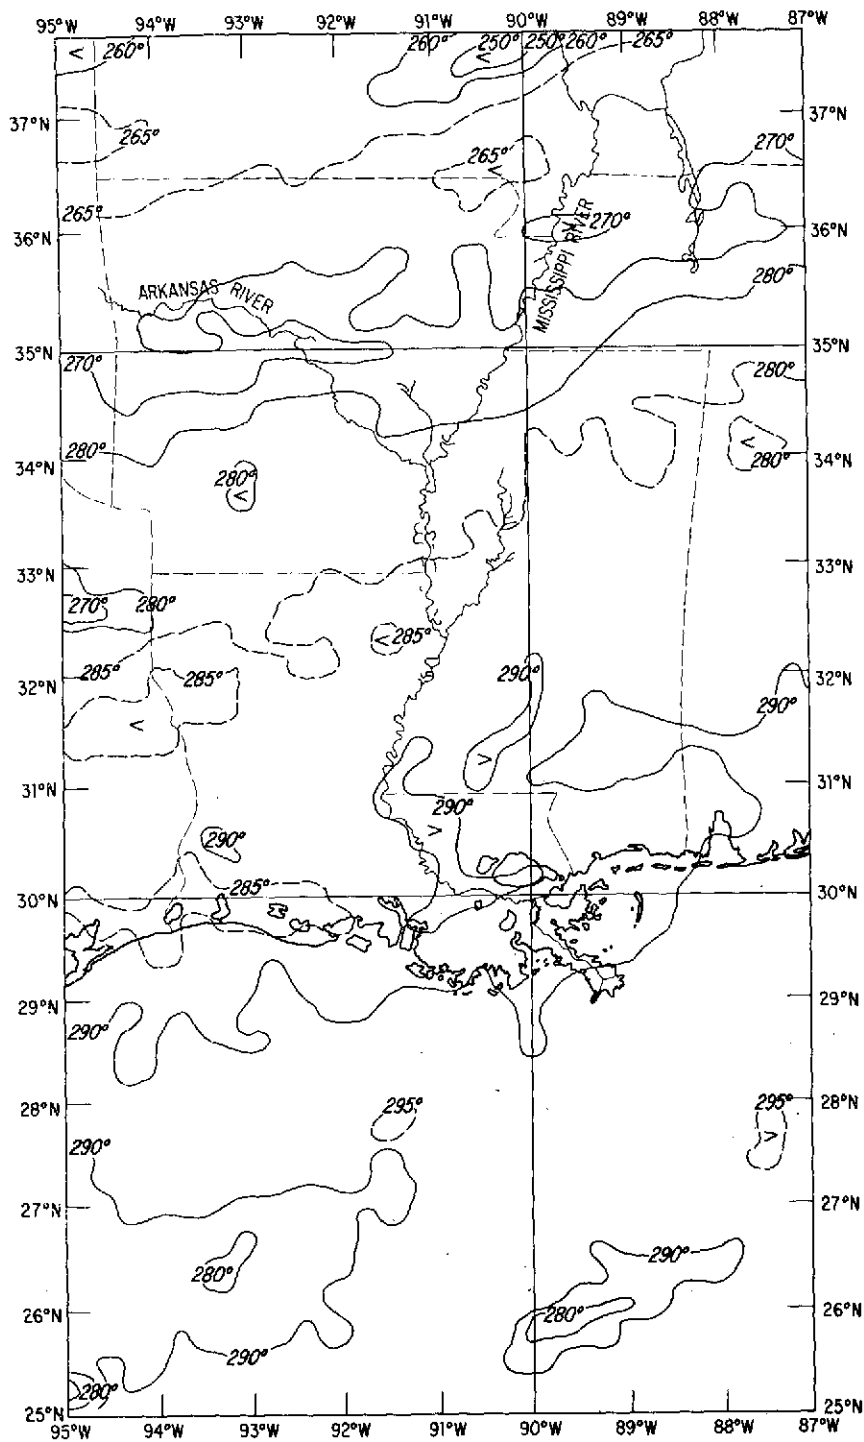 95°W 94°W 93°W 92°W 91°W 90°W 89°W 88°W 87°W
260° < 260° 250° 250° 260° 265°
<
37°N 37°N
265° 265° 270°
<
265° 270°
36°N MISSISSIPPI RIVER 36°N
280°
ARKANSAS RIVER
35°N 35°N
270° 280°
280° <
34°N 280° 34°N
280°
<
33°N 33°N
270° 280°
< 285°
285° 285° 290°
32°N 32°N
290°
<
>
31°N 31°N
290°
>
290°
285°
30°N 30°N
29°N 29°N
290°
28°N 295° 295° 28°N
>
290°
27°N 27°N
290°
280°
26°N 280° 26°N
290°
280°
25°N 25°N
95°W 94°W 93°W 92°W 91°W 90°W 89°W 88°W 87°W